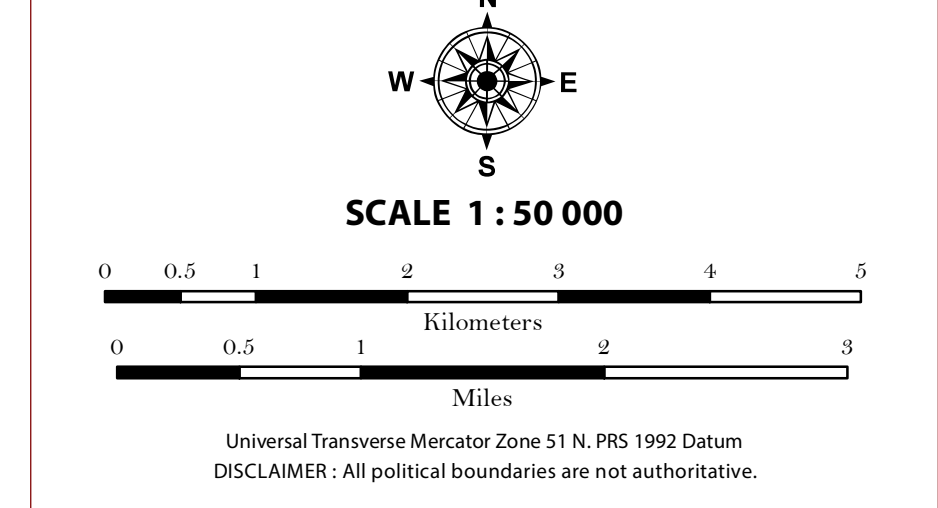 N
W E
S
SCALE 1 : 50 000
0 0.5 1 2 3 4 5
Kilometers
0 0.5 1 2 3
Miles
Universal Transverse Mercator Zone 51 N. PRS 1992 Datum
DISCLAIMER : All political boundaries are not authoritative.